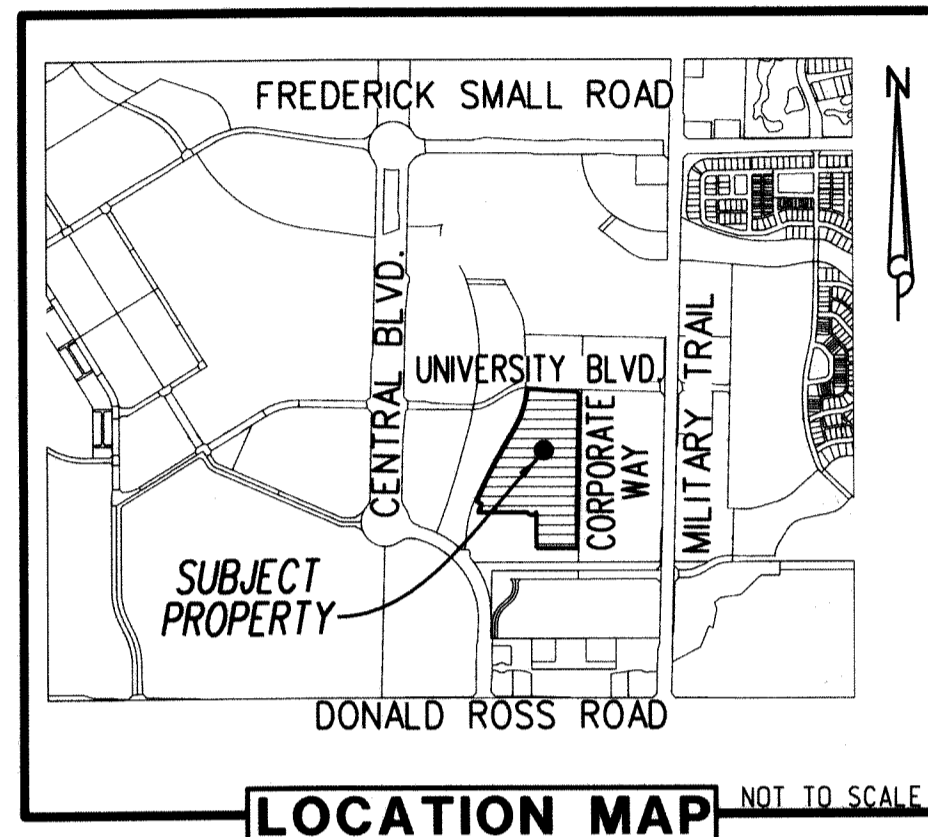 FREDERICK SMALL ROAD
N
CENTRAL BLVD.
UNIVERSITY BLVD.
CORPORATE
WAY
MILITARY TRAIL
SUBJECT
PROPERTY
DONALD ROSS ROAD
LOCATION MAP
NOT TO SCALE